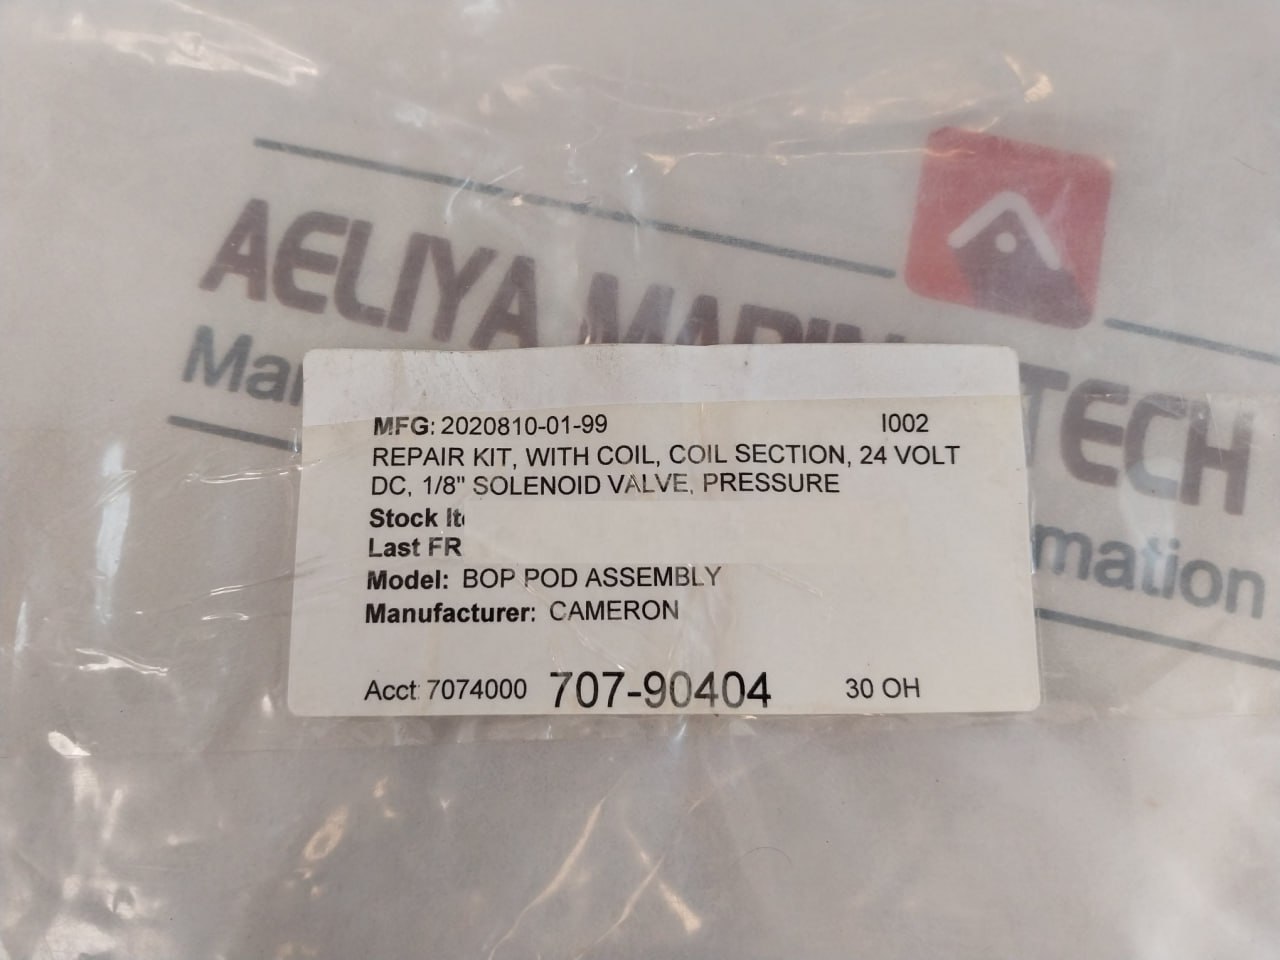 AELIYA MARIN TECH
Mar mation
MFG: 2020810-01-99 I002
REPAIR KIT, WITH COIL, COIL SECTION, 24 VOLT
DC, 1/8" SOLENOID VALVE, PRESSURE
Stock It
Last FR
Model: BOP POD ASSEMBLY
Manufacturer: CAMERON
Acct: 7074000 707-90404 30 OH